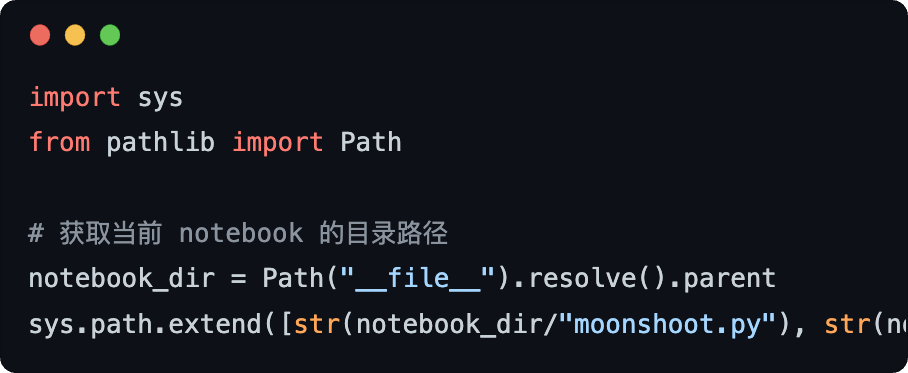 import sys
from pathlib import Path
# 获取当前 notebook 的目录路径
notebook_dir = Path("__file__").resolve().parent
sys.path.extend([str(notebook_dir/"moonshoot.py"), str(